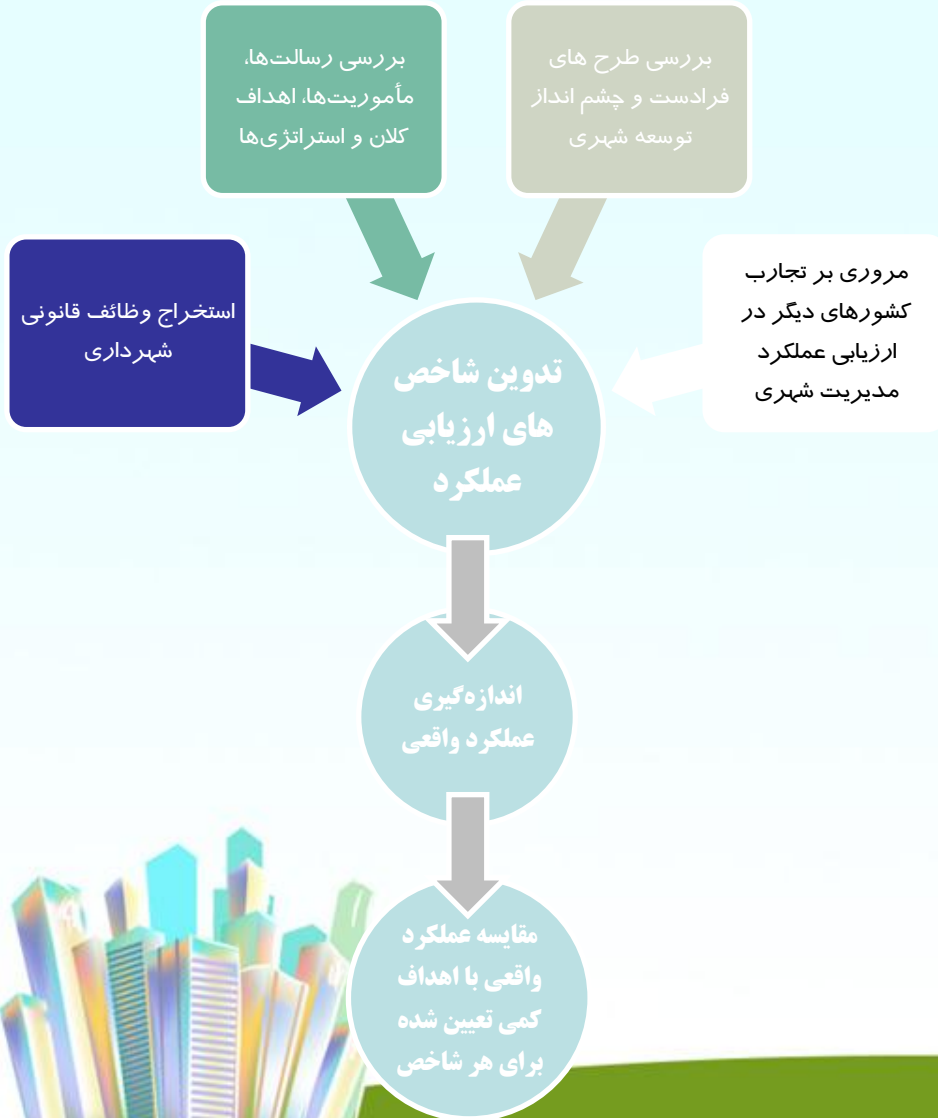 بررسی طرح های
فرادست و چشم انداز
توسعه شهری
بررسی رسالت‌ها،
مأموریت‌ها، اهداف
کلان و استراتژی‌ها
مروری بر تجارب
کشورهای دیگر در
ارزیابی عملکرد
مدیریت شهری
استخراج وظائف قانونی
شهرداری
تدوین شاخص
های ارزیابی
عملکرد
اندازه‌گیری
عملکرد واقعی
مقایسه عملکرد
واقعی با اهداف
کمی تعیین شده
برای هر شاخص